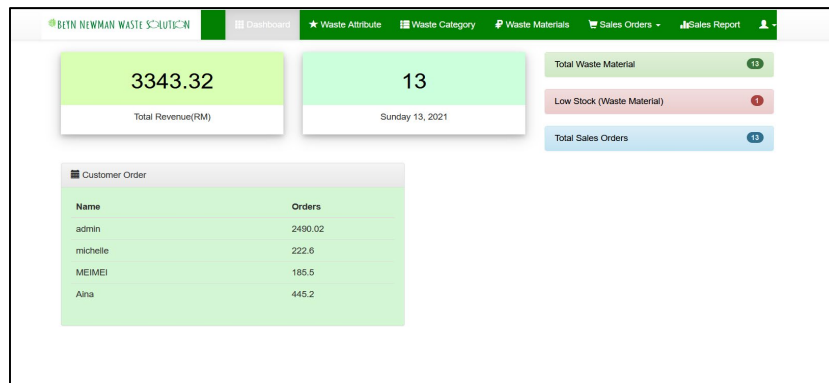 BEYN NEWMAN WASTE SOLUTION Dashboard Waste Attribute Waste Category Waste Materials Sales Orders Sales Report
3343.32
Total Revenue(RM)
13
Sunday 13, 2021
Total Waste Material 13
Low Stock (Waste Material) 1
Total Sales Orders 13
Customer Order
Name Orders
admin 2490.02
michelle 222.6
MEIMEI 185.5
Aina 445.2